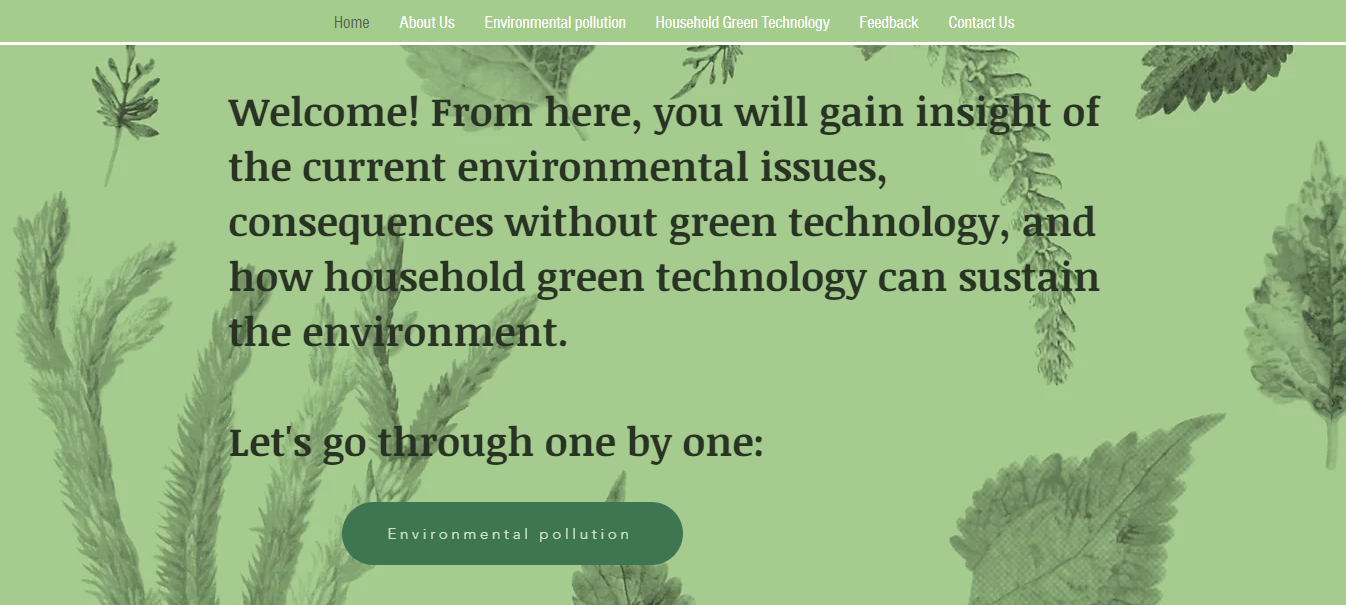 Home About Us Environmental pollution Household Green Technology Feedback Contact Us
Welcome! From here, you will gain insight of
the current environmental issues,
consequences without green technology, and
how household green technology can sustain
the environment.
Let's go through one by one:
Environmental pollution